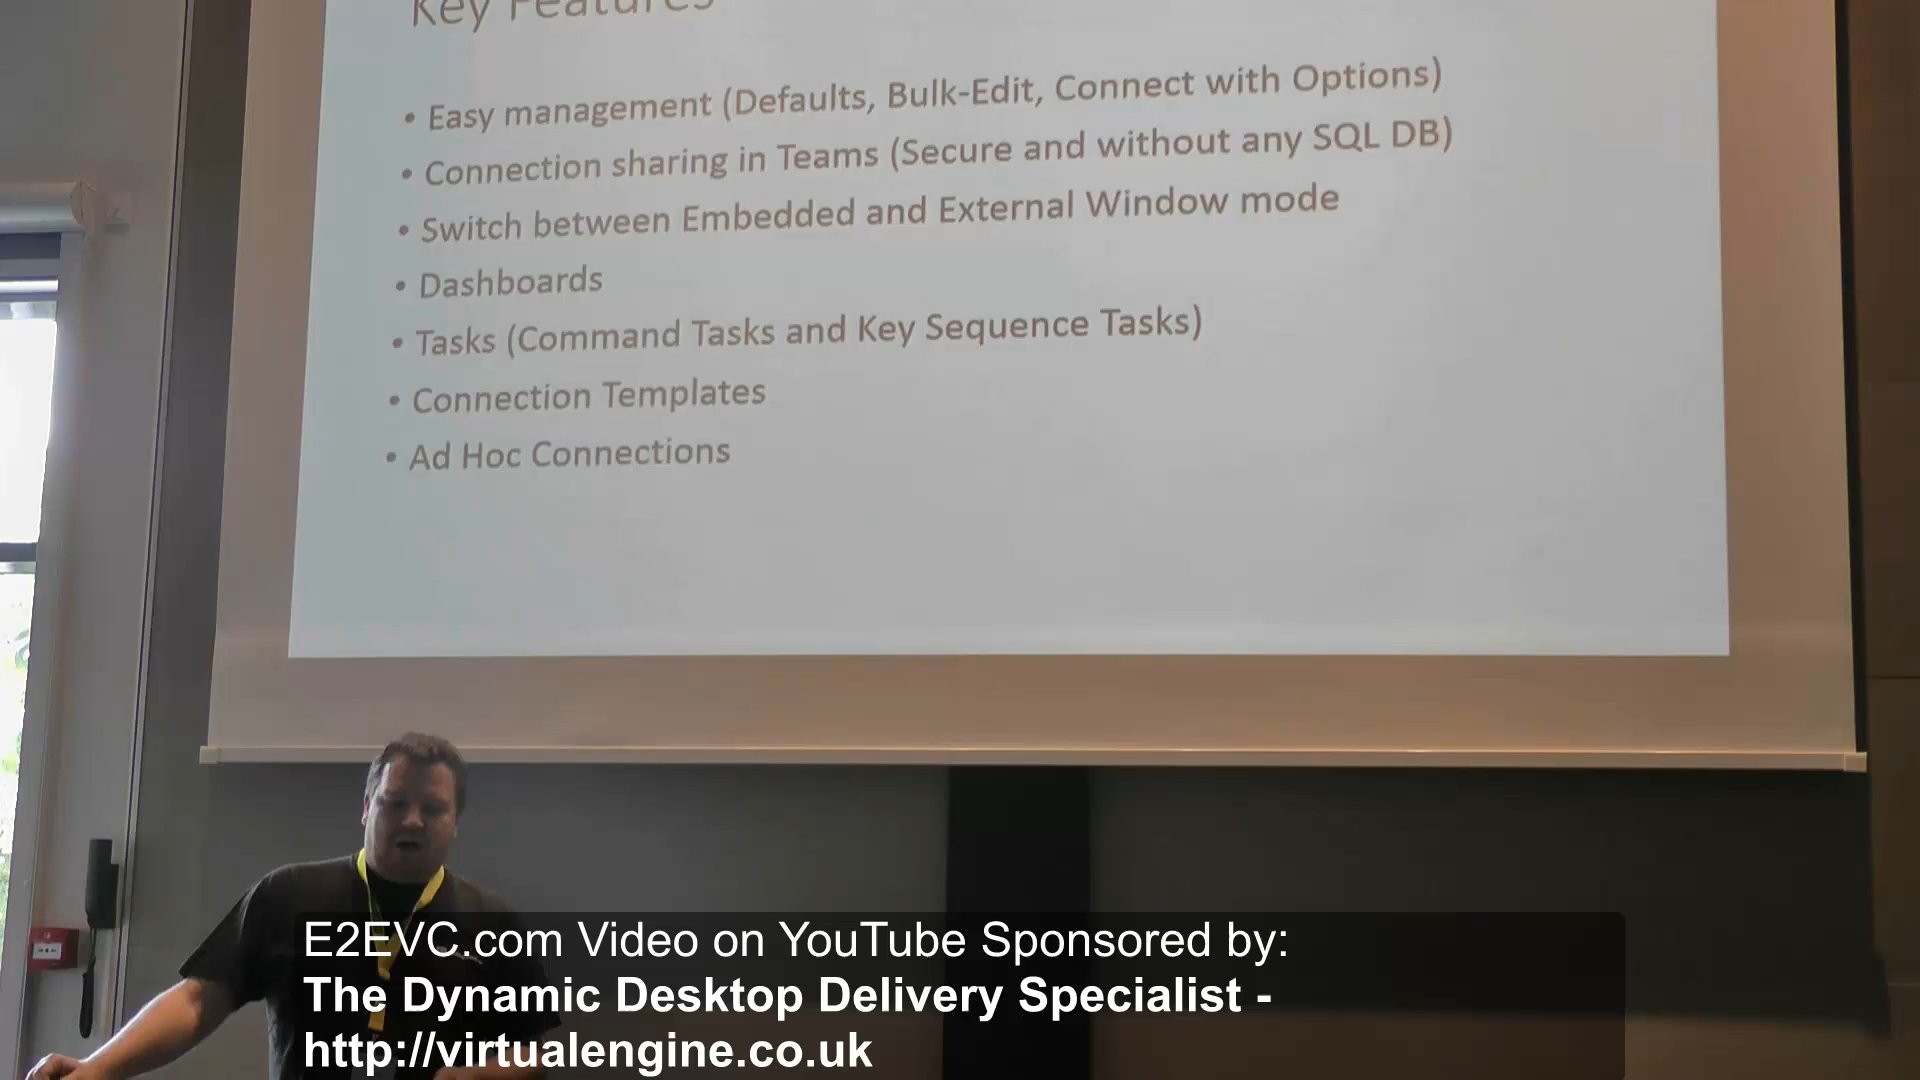 Key Features
• Easy management (Defaults, Bulk-Edit, Connect with Options)
• Connection sharing in Teams (Secure and without any SQL DB)
• Switch between Embedded and External Window mode
• Dashboards
• Tasks (Command Tasks and Key Sequence Tasks)
• Connection Templates
• Ad Hoc Connections
E2EVC.com Video on YouTube Sponsored by:
The Dynamic Desktop Delivery Specialist -
http://virtualengine.co.uk